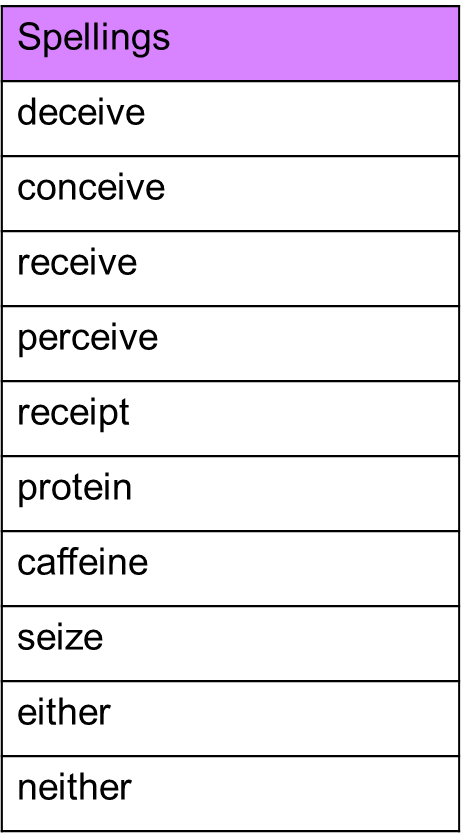 Spellings
deceive
conceive
receive
perceive
receipt
protein
caffeine
seize
either
neither